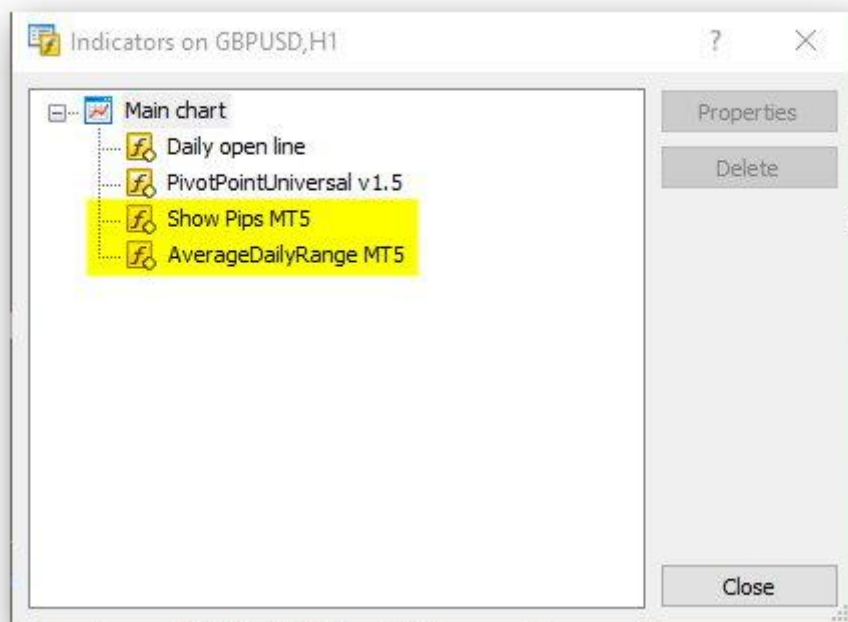 Indicators on GBPUSD,H1
?
Main chart
Daily open line
PivotPointUniversal v1.5
Show Pips MT5
AverageDailyRange MT5
Properties
Delete
Close